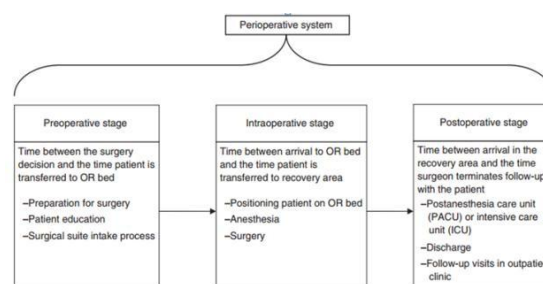 Perioperative system
Preoperative stage
Time between the surgery
decision and the time patient is
transferred to OR bed
–Preparation for surgery
–Patient education
–Surgical suite intake process
Intraoperative stage
Time between arrival to OR bed
and the time patient is
transferred to recovery area
–Positioning patient on OR bed
–Anesthesia
–Surgery
Postoperative stage
Time between arrival in the
recovery area and the time
surgeon terminates follow-up
with the patient
–Postanesthesia care unit
(PACU) or intensive care
unit (ICU)
–Discharge
–Follow-up visits in outpatie
clinic